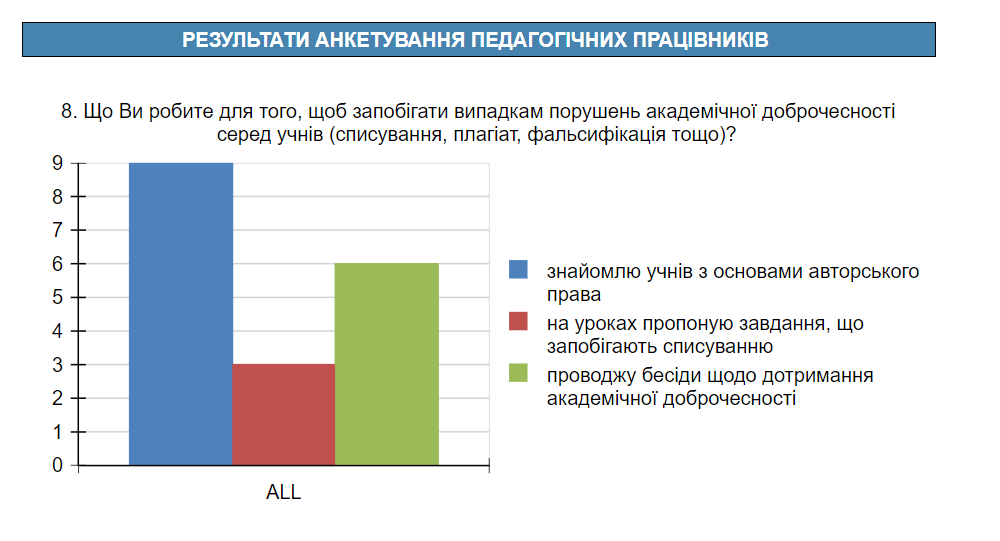 РЕЗУЛЬТАТИ АНКЕТУВАННЯ ПЕДАГОГІЧНИХ ПРАЦІВНИКІВ
8. Що Ви робите для того, щоб запобігати випадкам порушень академічної доброчесності
серед учнів (списування, плагіат, фальсифікація тощо)?
9
8
7
6
5
4
3
2
1
0
ALL
знайомлю учнів з основами авторського
права
на уроках пропоную завдання, що
запобігають списуванню
проводжу бесіди щодо дотримання
академічної доброчесності